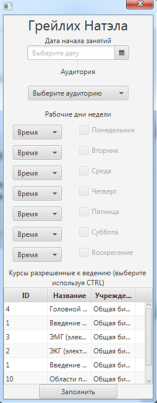 Грейлих Натэла
Дата начала занятий
Выберите дату
Аудитория
Выберите аудиторию
Рабочие дни недели
Время Понедельник
Время Вторник
Время Среда
Время Четверг
Время Пятница
Время Суббота
Время Воскресение
Курсы разрешенные к ведению (выберите
используя CTRL)
ID Название Учрежде...
4 Головной ... Общая би...
1 Введение ... Общая би...
3 ЭМГ (элек... Общая би...
2 ЭКГ (элект... Общая би...
1 Введение ... Общая би...
10 Области п... Общая би...
Заполнить